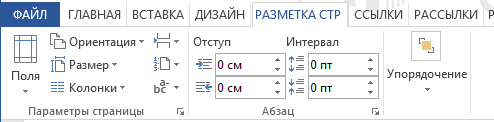 ФАЙЛ ГЛАВНАЯ ВСТАВКА ДИЗАЙН РАЗМЕТКА СТР ССЫЛКИ РАССЫЛКИ Р
Ориентация Отступ Интервал
Поля Размер 0 см 0 пт Упорядочение
Колонки abc- 0 см 0 пт
Параметры страницы Абзац